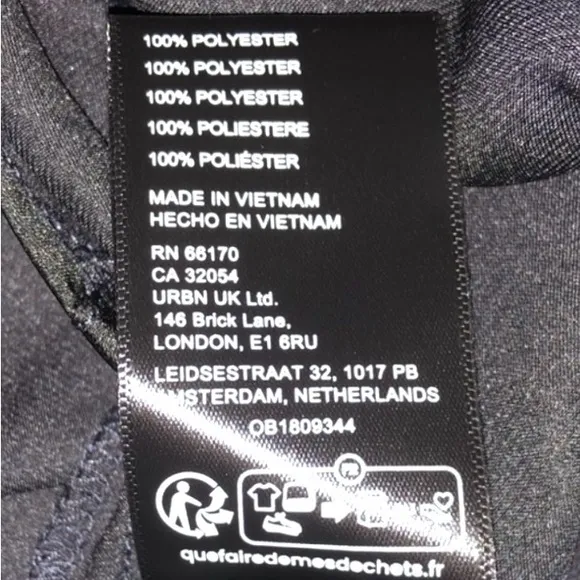 100% POLYESTER
100% POLYESTER
100% POLYESTER
100% POLIESTERE
100% POLIÉSTER
MADE IN VIETNAM
HECHO EN VIETNAM
RN 66170
CA 32054
URBN UK Ltd.
146 Brick Lane,
LONDON, E1 6RU
LEIDSESTRAAT 32, 1017 PB
AMSTERDAM, NETHERLANDS
OB1809344
quefairedemesdechets.fr